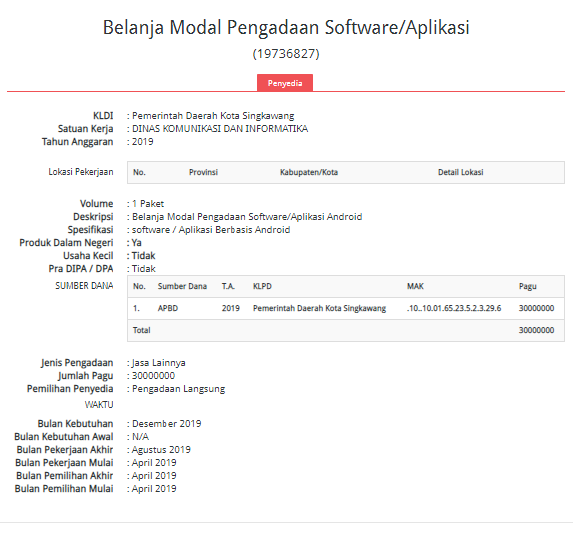 Belanja Modal Pengadaan Software/Aplikasi
(19736827)
Penyedia
KLDI : Pemerintah Daerah Kota Singkawang
Satuan Kerja : DINAS KOMUNIKASI DAN INFORMATIKA
Tahun Anggaran : 2019
Lokasi Pekerjaan No. Provinsi Kabupaten/Kota Detail Lokasi
Volume : 1 Paket
Deskripsi : Belanja Modal Pengadaan Software/Aplikasi Android
Spesifikasi : software / Aplikasi Berbasis Android
Produk Dalam Negeri : Ya
Usaha Kecil : Tidak
Pra DIPA / DPA : Tidak
SUMBER DANA No. Sumber Dana T.A. KLPD MAK Pagu
1. APBD 2019 Pemerintah Daerah Kota Singkawang .10..10.01.65.23.5.2.3.29.6 30000000
Total 30000000
Jenis Pengadaan : Jasa Lainnya
Jumlah Pagu : 30000000
Pemilihan Penyedia : Pengadaan Langsung
WAKTU
Bulan Kebutuhan : Desember 2019
Bulan Kebutuhan Awal : N/A
Bulan Pekerjaan Akhir : Agustus 2019
Bulan Pekerjaan Mulai : April 2019
Bulan Pemilihan Akhir : April 2019
Bulan Pemilihan Mulai : April 2019